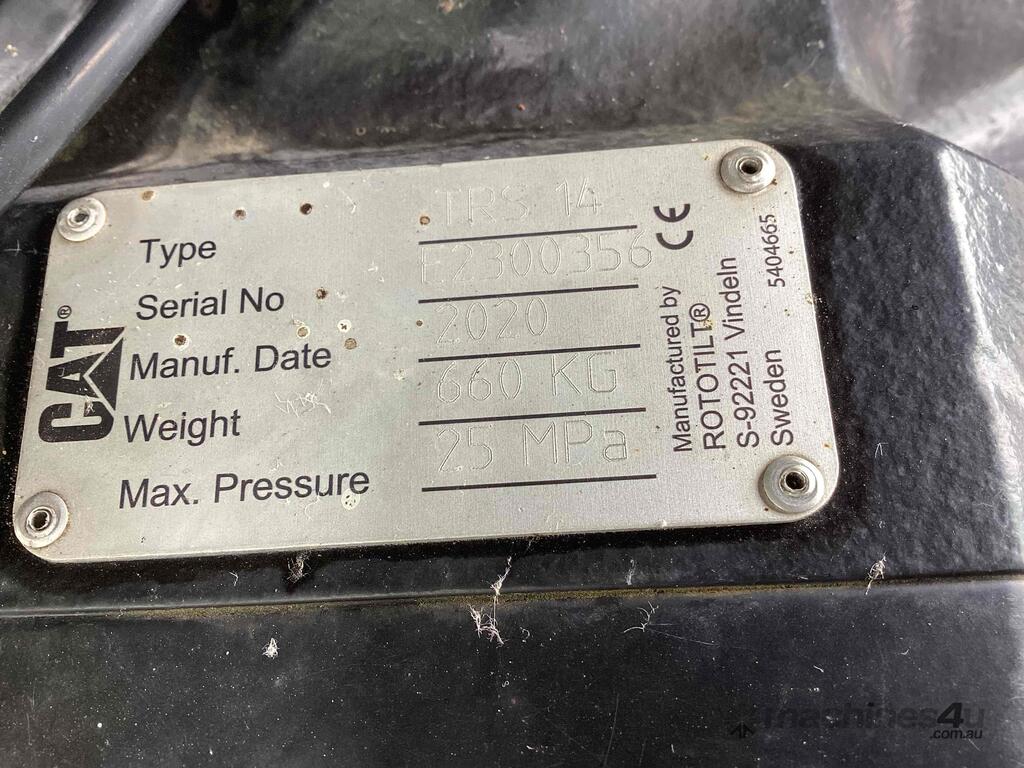 CAT®
Type TRS 14
Serial No E2300356
Manuf. Date 2020
Weight 660 KG
Max. Pressure 25 MPa
CE
Manufactured by
ROTOTILT®
S-92221 Vindeln
Sweden 5404665
machines4u
.com.au